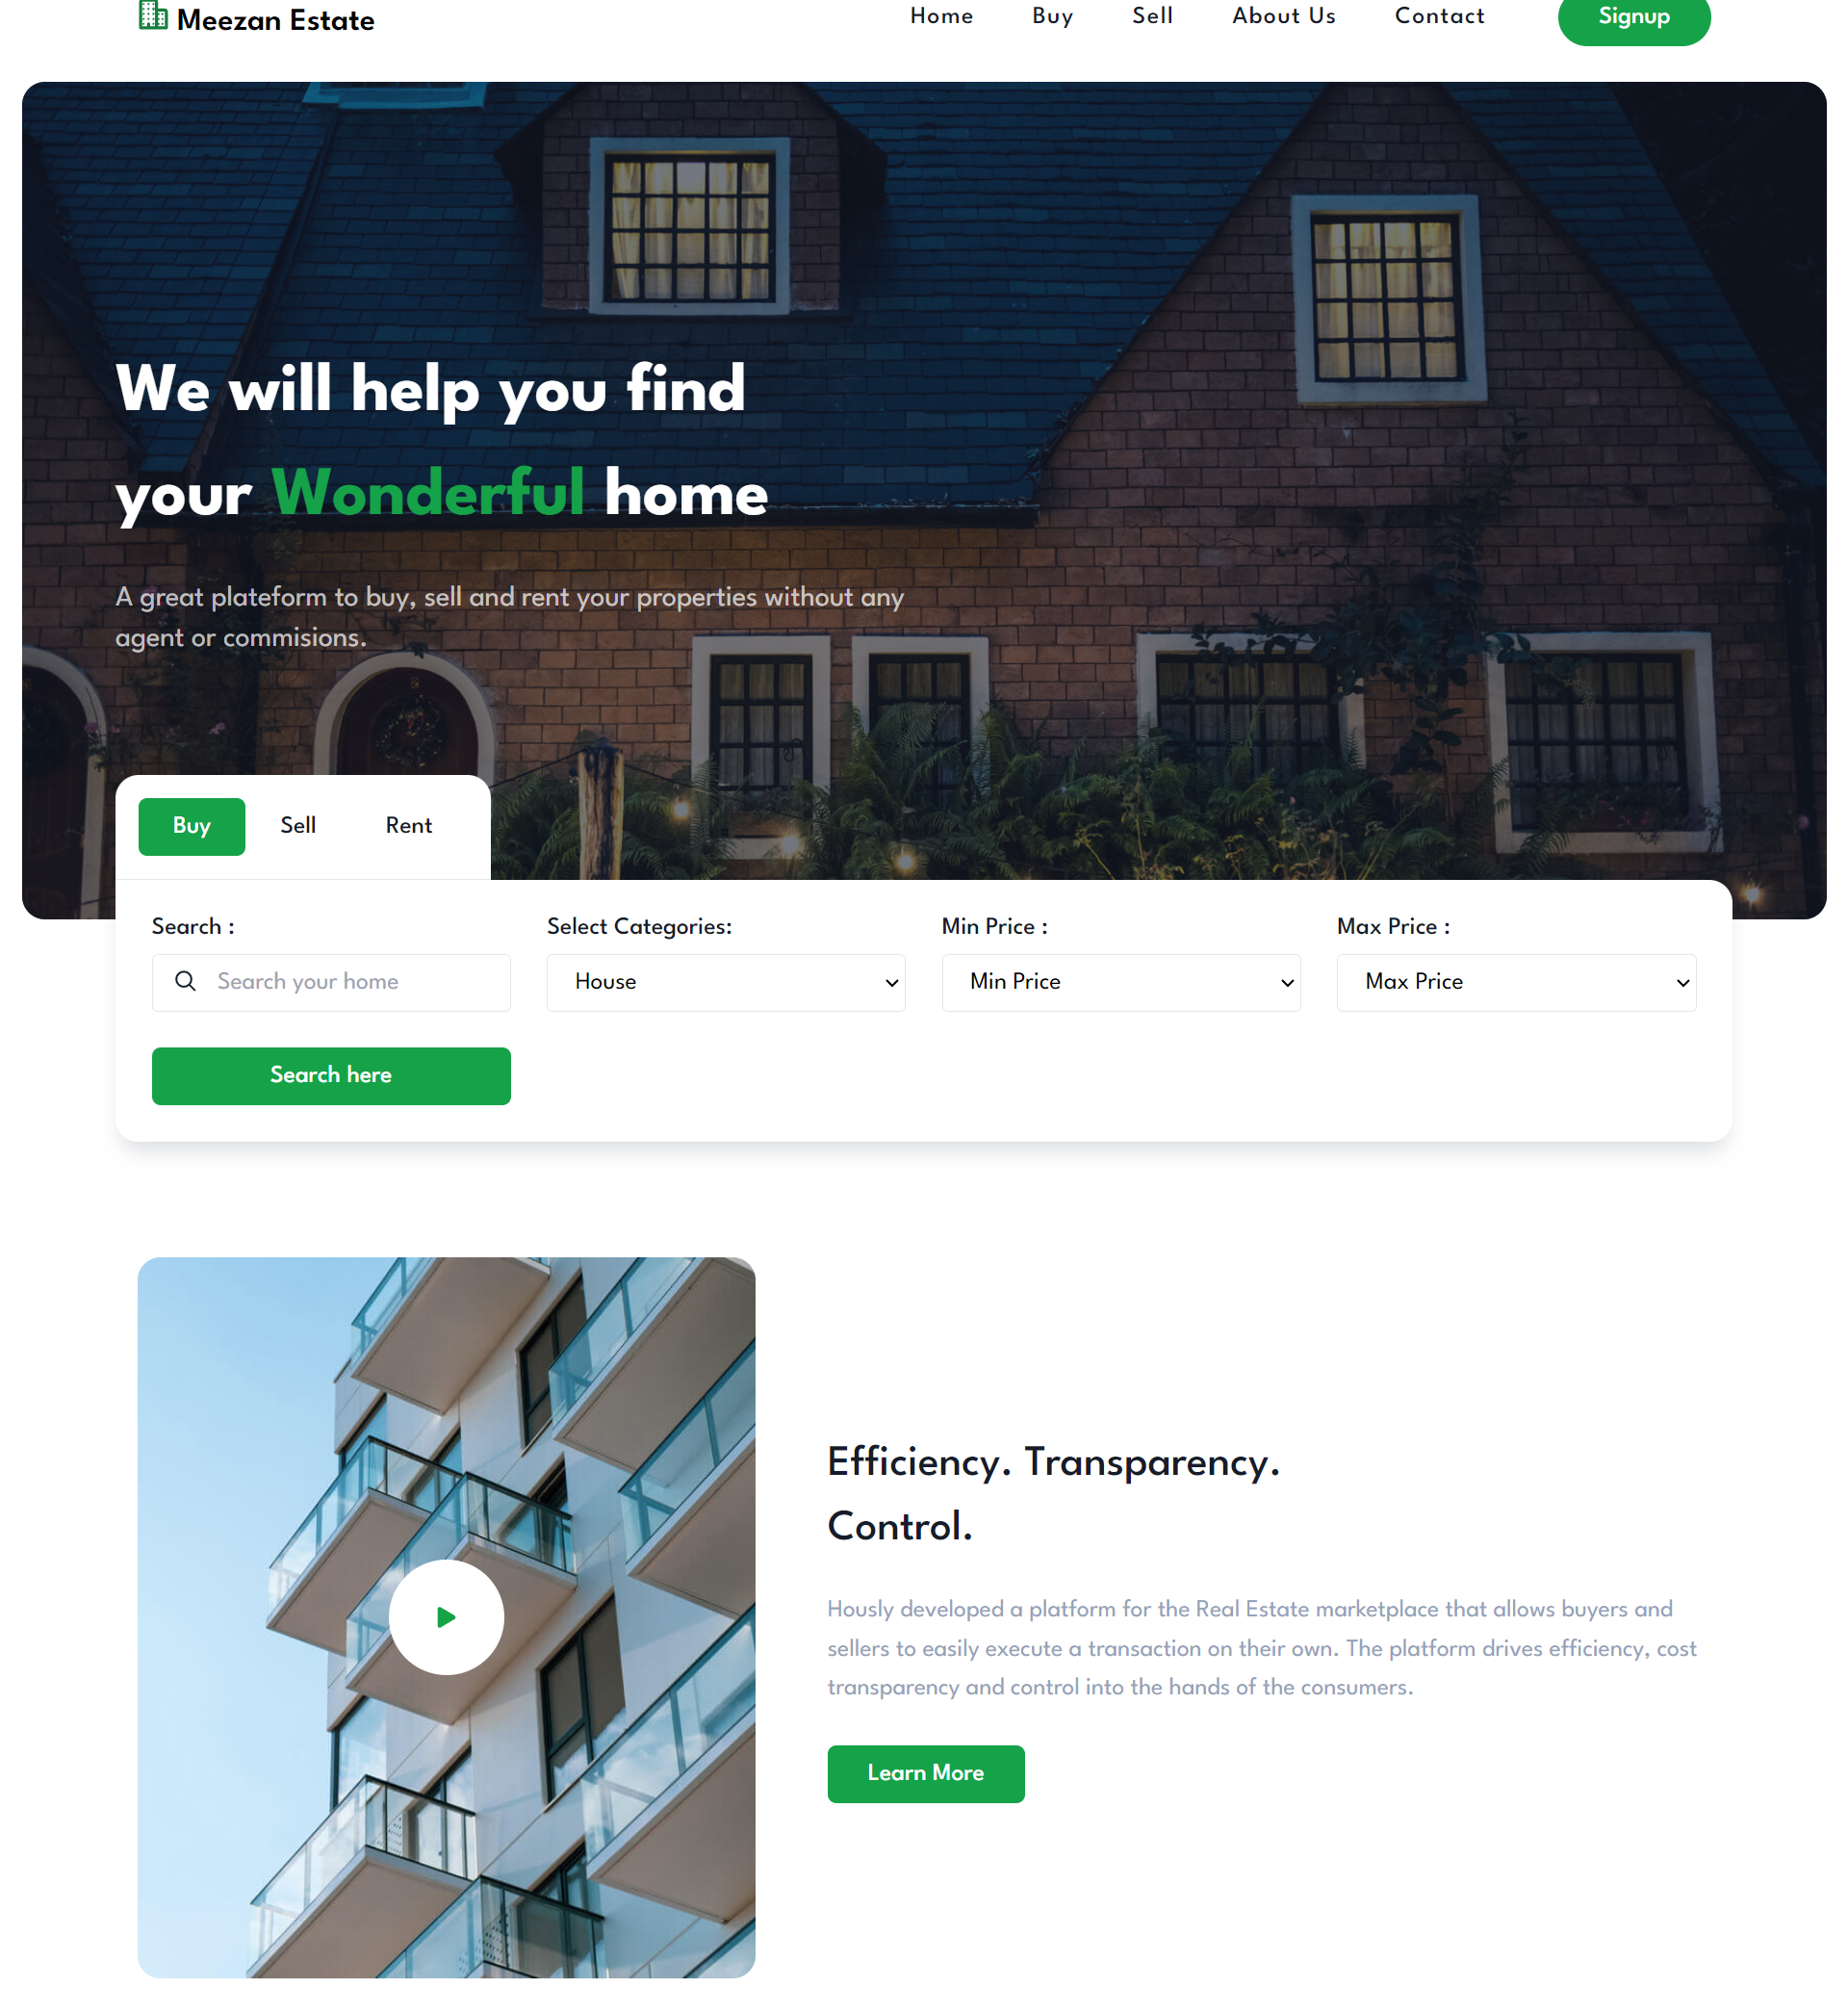 Meezan Estate
Home Buy Sell About Us Contact Signup
We will help you find
your Wonderful home
A great plateform to buy, sell and rent your properties without any
agent or commisions.
Buy Sell Rent
Search : Select Categories: Min Price : Max Price :
Search your home House Min Price Max Price
Search here
Efficiency. Transparency.
Control.
Hously developed a platform for the Real Estate marketplace that allows buyers and
sellers to easily execute a transaction on their own. The platform drives efficiency, cost
transparency and control into the hands of the consumers.
Learn More